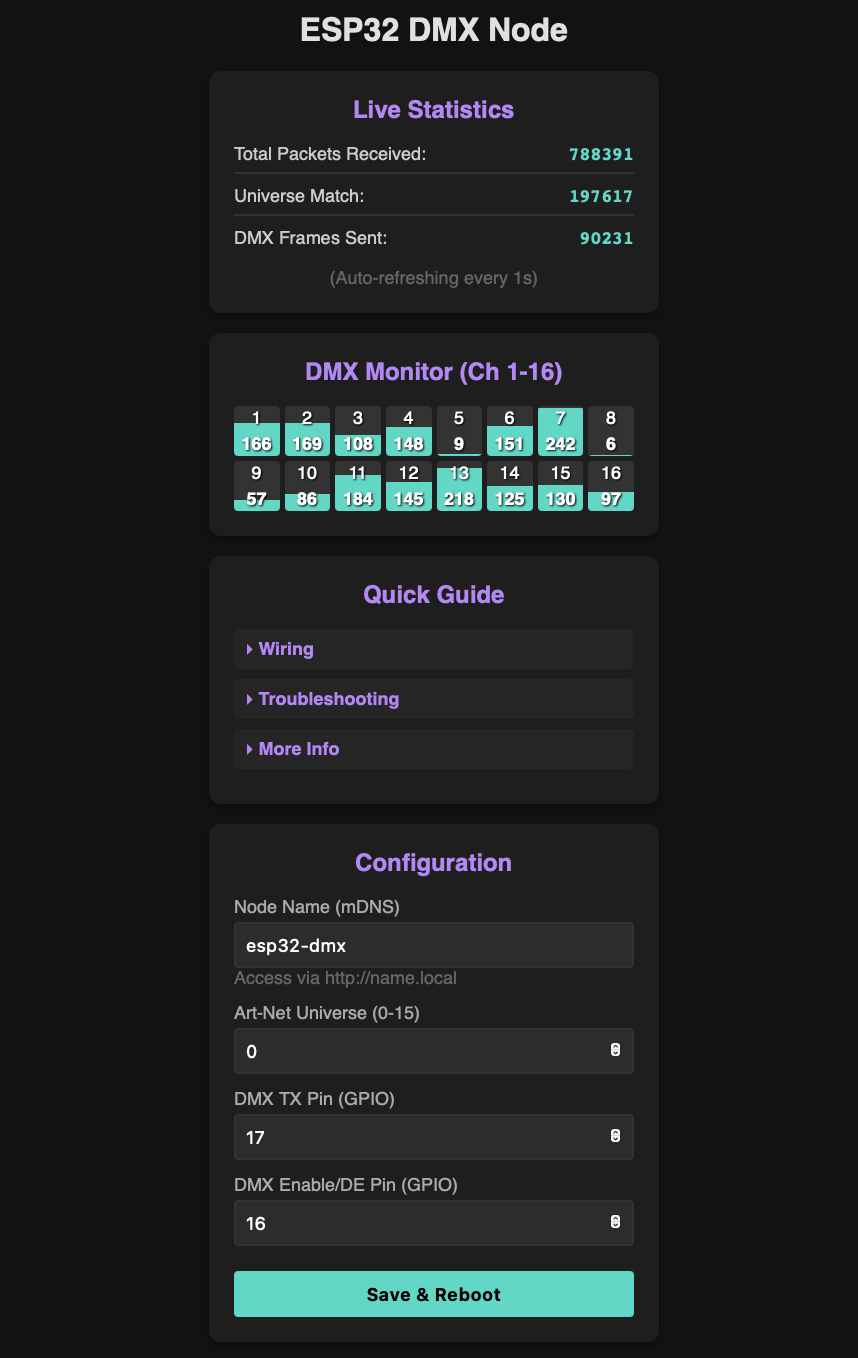 ESP32 DMX Node
Live Statistics
Total Packets Received: 788391
Universe Match: 197617
DMX Frames Sent: 90231
(Auto-refreshing every 1s)
DMX Monitor (Ch 1-16)
1 2 3 4 5 6 7 8
166 169 108 148 9 151 242 6
9 10 11 12 13 14 15 16
57 86 184 145 218 125 130 97
Quick Guide
Wiring
Troubleshooting
More Info
Configuration
Node Name (mDNS)
esp32-dmx
Access via http://name.local
Art-Net Universe (0-15)
0
DMX TX Pin (GPIO)
17
DMX Enable/DE Pin (GPIO)
16
Save & Reboot